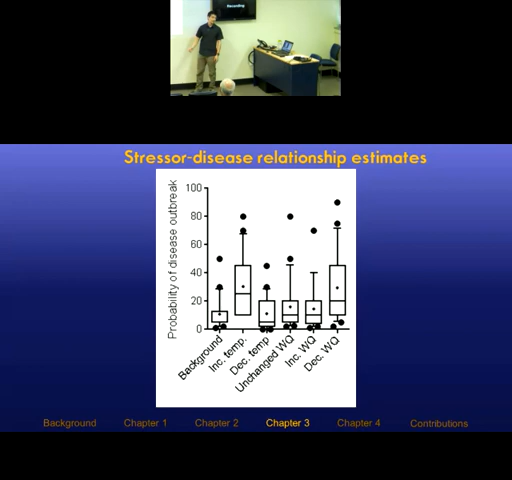 Recording
Stressor-disease relationship estimates
Probability of disease outbreak
100
80
60
40
20
0
Background
Inc. temp.
Dec. temp
Unchanged WQ
Inc. WQ
Dec. WQ
Background Chapter 1 Chapter 2 Chapter 3 Chapter 4 Contributions